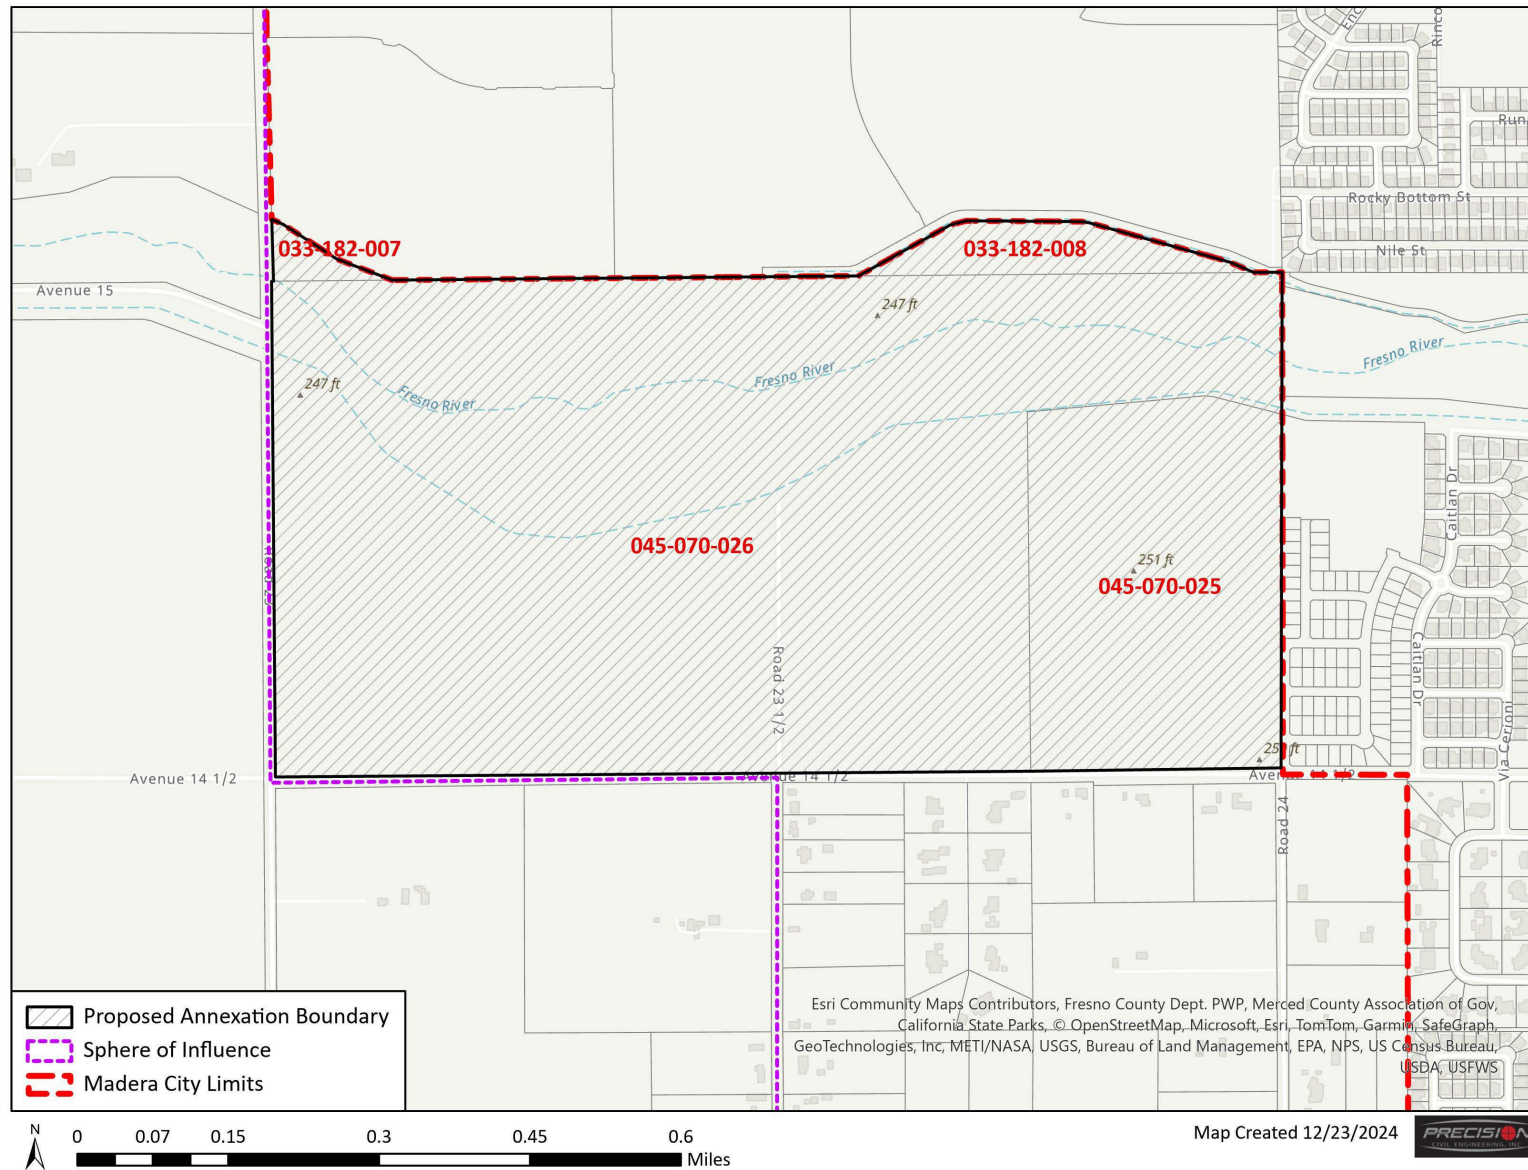 Enc
Rinco
Run
Rocky Bottom St
Nile St
033-182-007
033-182-008
Avenue 15
247 ft
247 ft
Fresno River
Fresno River
Fresno River
Caitlan Dr
045-070-026
251 ft
045-070-025
Road 23 1/2
Caitlan Dr
Via Cerioni
Avenue 14 1/2
Avenue 14 1/2
Road 24
Esri Community Maps Contributors, Fresno County Dept. PWP, Merced County Association of Gov,
California State Parks, © OpenStreetMap, Microsoft, Esri, TomTom, Garmin, SafeGraph,
GeoTechnologies, Inc, METI/NASA, USGS, Bureau of Land Management, EPA, NPS, US Census Bureau,
USDA, USFWS
Proposed Annexation Boundary
Sphere of Influence
Madera City Limits
N
0 0.07 0.15 0.3 0.45 0.6
Miles
Map Created 12/23/2024
PRECISION
CIVIL ENGINEERING, INC.